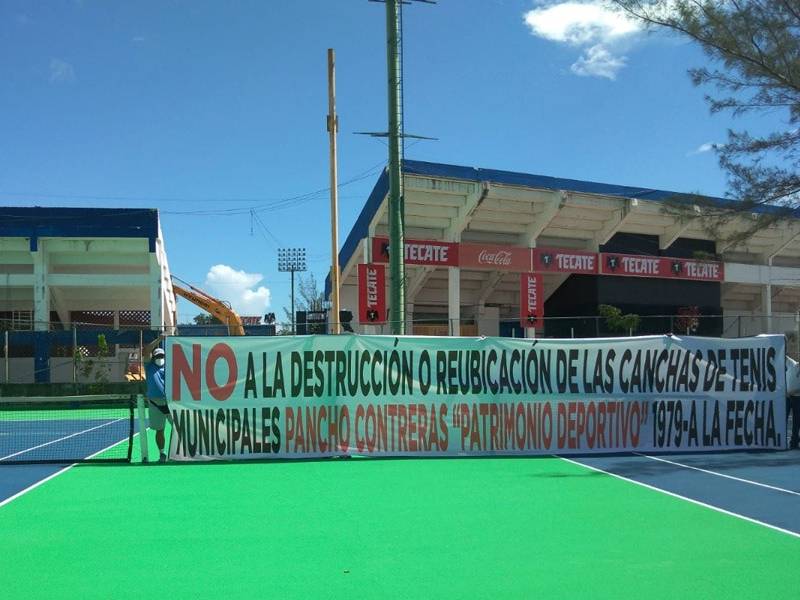 TECATE
Coca-Cola
TECATE
TECATE
TECATE
TECATE
TECATE
NO A LA DESTRUCCIÓN O REUBICACIÓN DE LAS CANCHAS DE TENIS
MUNICIPALES PANCHO CONTRERAS "PATRIMONIO DEPORTIVO" 1979-A LA FECHA.